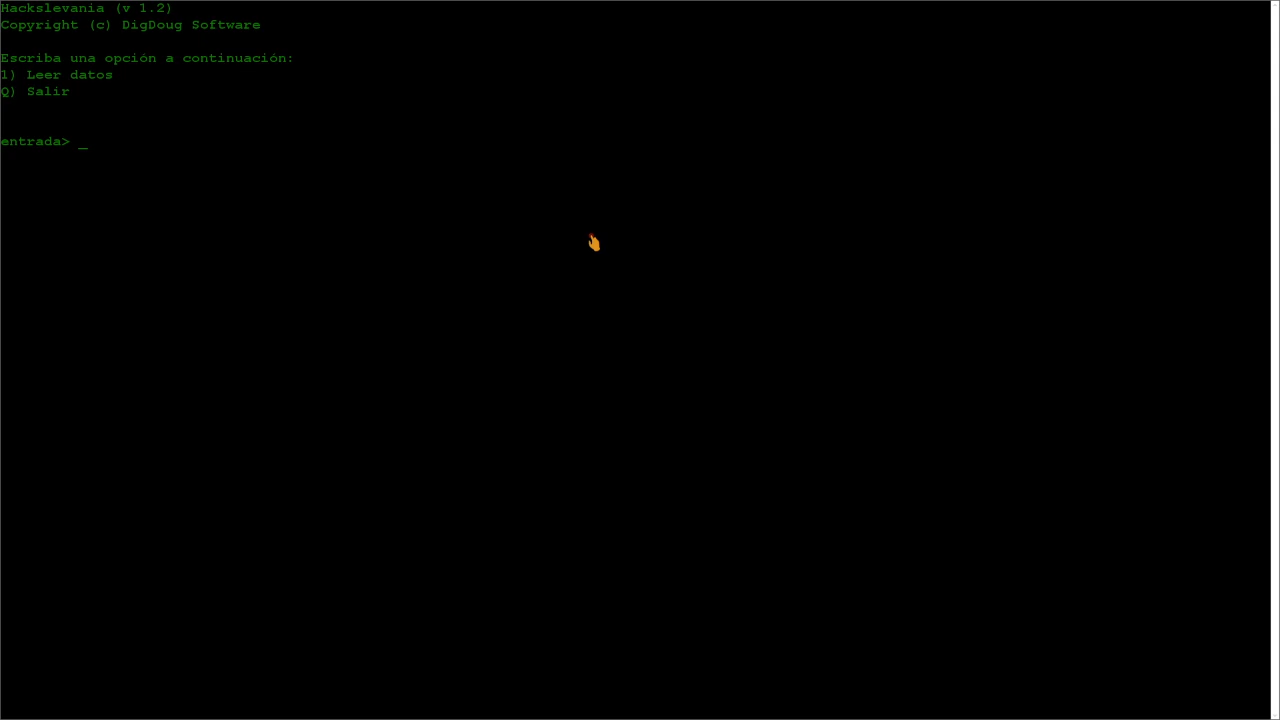 Hackslevania (v 1.2)
Copyright (c) DigDoug Software
Escriba una opción a continuación:
1) Leer datos
Q) Salir
entrada> _